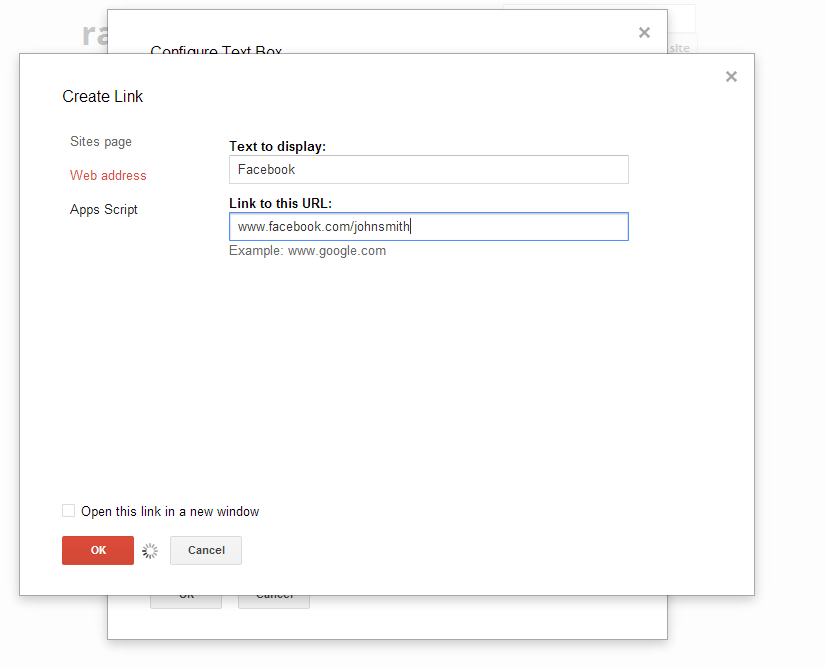 ra
site
Configure Text Box
Create Link
Sites page
Web address
Apps Script
Text to display:
Facebook
Link to this URL:
www.facebook.com/johnsmith
Example: www.google.com
Open this link in a new window
OK
Cancel
OK
Cancel